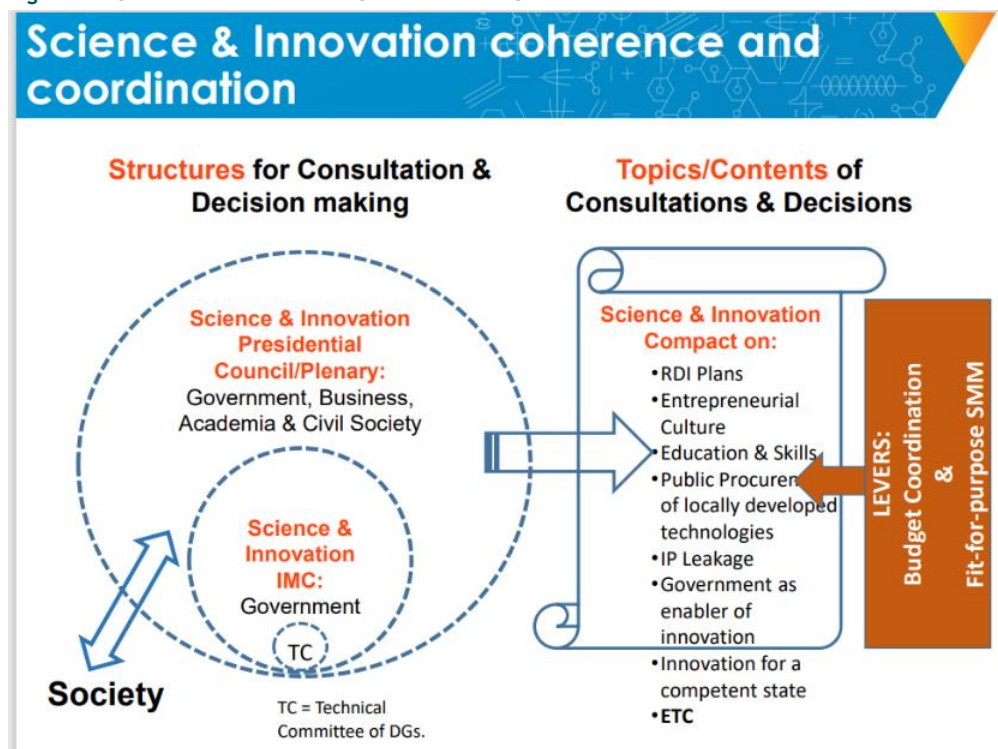 Science & Innovation coherence and
coordination
Structures for Consultation &
Decision making
Science & Innovation
Presidential
Council/Plenary:
Government, Business,
Academia & Civil Society
Science &
Innovation
IMC:
Government
TC
Society
TC = Technical
Committee of DGs.
Topics/Contents of
Consultations & Decisions
Science & Innovation
Compact on:
•RDI Plans
•Entrepreneurial
Culture
•Education & Skills
•Public Procurement
of locally developed
technologies
•IP Leakage
•Government as
enabler of
innovation
•Innovation for a
competent state
•ETC
LEVERS:
Budget Coordination
&
Fit-for-purpose SMM